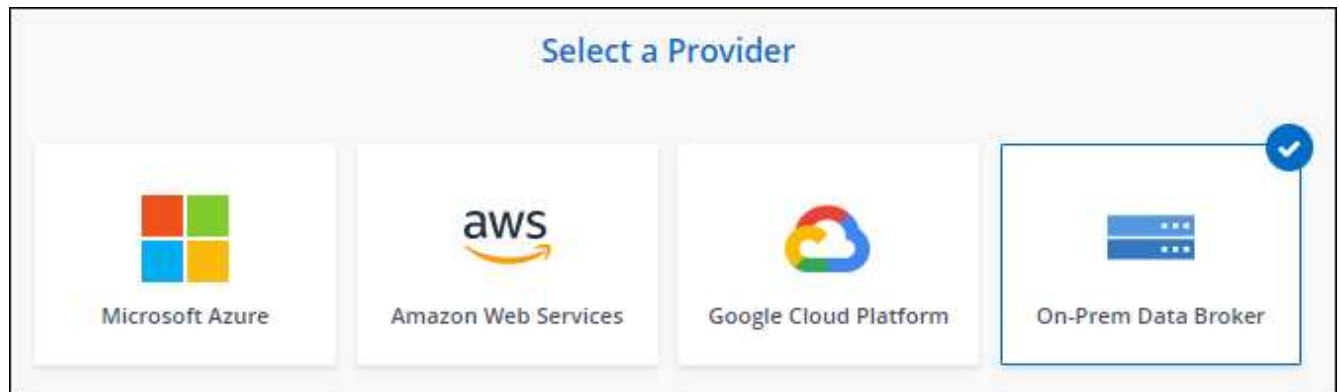 Select a Provider
aws
Microsoft Azure
Amazon Web Services
Google Cloud Platform
On-Prem Data Broker